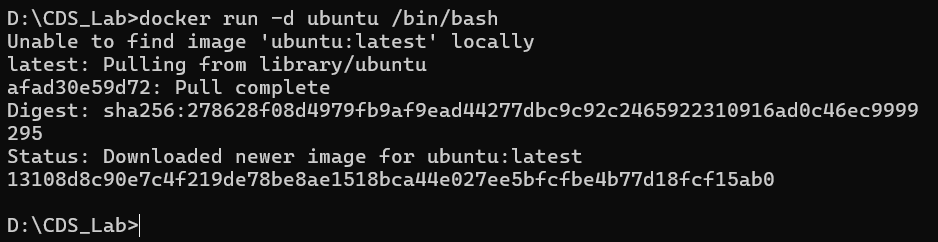 D:\CDS_Lab>docker run -d ubuntu /bin/bash
Unable to find image 'ubuntu:latest' locally
latest: Pulling from library/ubuntu
afad30e59d72: Pull complete
Digest: sha256:278628f08d4979fb9af9ead44277dbc9c92c2465922310916ad0c46ec9999
295
Status: Downloaded newer image for ubuntu:latest
13108d8c90e7c4f219de78be8ae1518bca44e027ee5bfcfbe4b77d18fcf15ab0
D:\CDS_Lab>